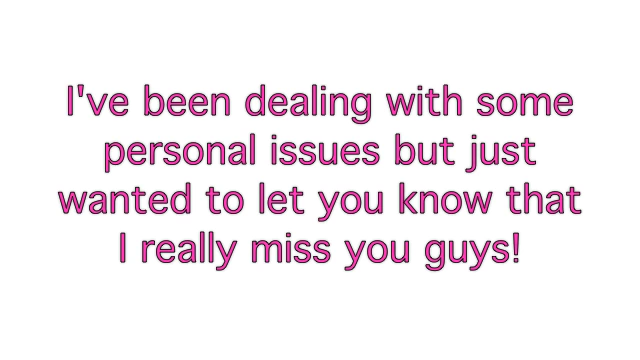 I've been dealing with some
personal issues but just
wanted to let you know that
I really miss you guys!